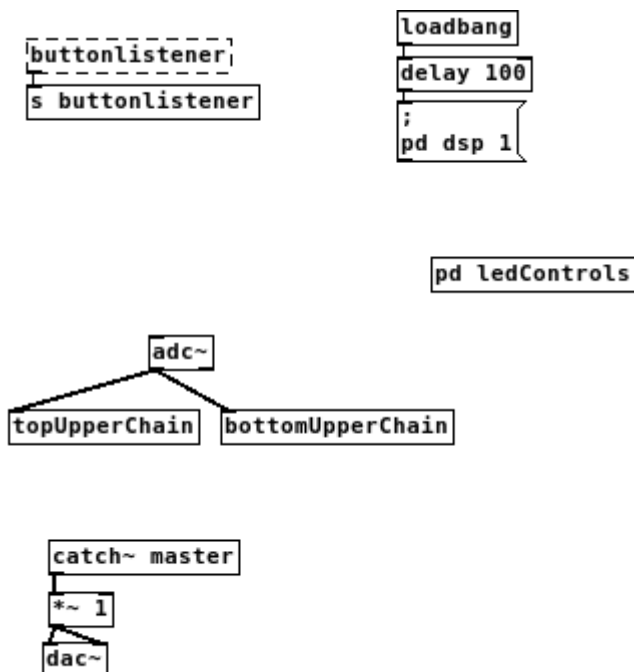 buttonlistener
s buttonlistener
loadbang
delay 100
;
pd dsp 1
pd ledControls
adc~
topUpperChain
bottomUpperChain
catch~ master
*~ 1
dac~